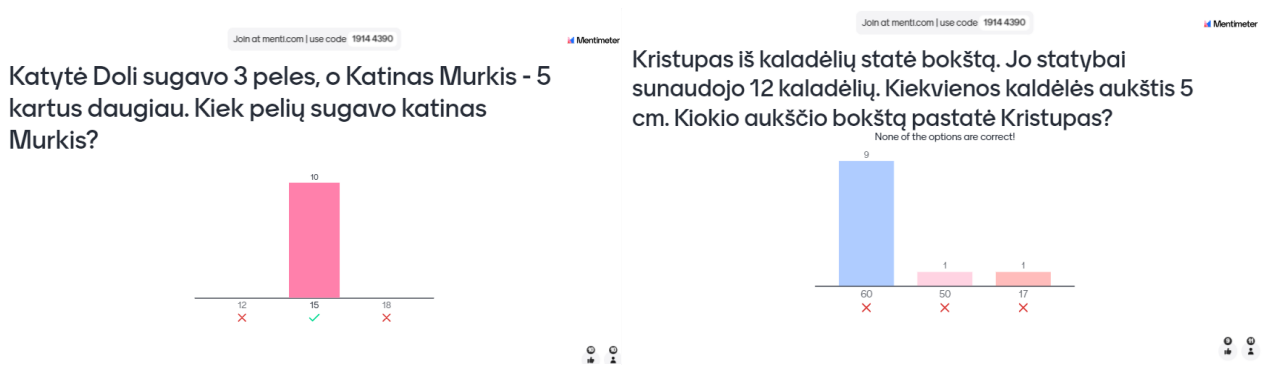 Join at menti.com | use code 1914 4390
Mentimeter
Katytė Doli sugavo 3 peles, o Katinas Murkis - 5
kartus daugiau. Kiek pelių sugavo katinas
Murkis?
10
12
15
18
Join at menti.com | use code 1914 4390
Mentimeter
Kristupas iš kaladėlių statė bokštą. Jo statybai
sunaudojo 12 kaladėlių. Kiekvienos kaldėlės aukštis 5
cm. Kiokio aukščio bokštą pastatė Kristupas?
None of the options are correct!
9
1
1
60
50
17